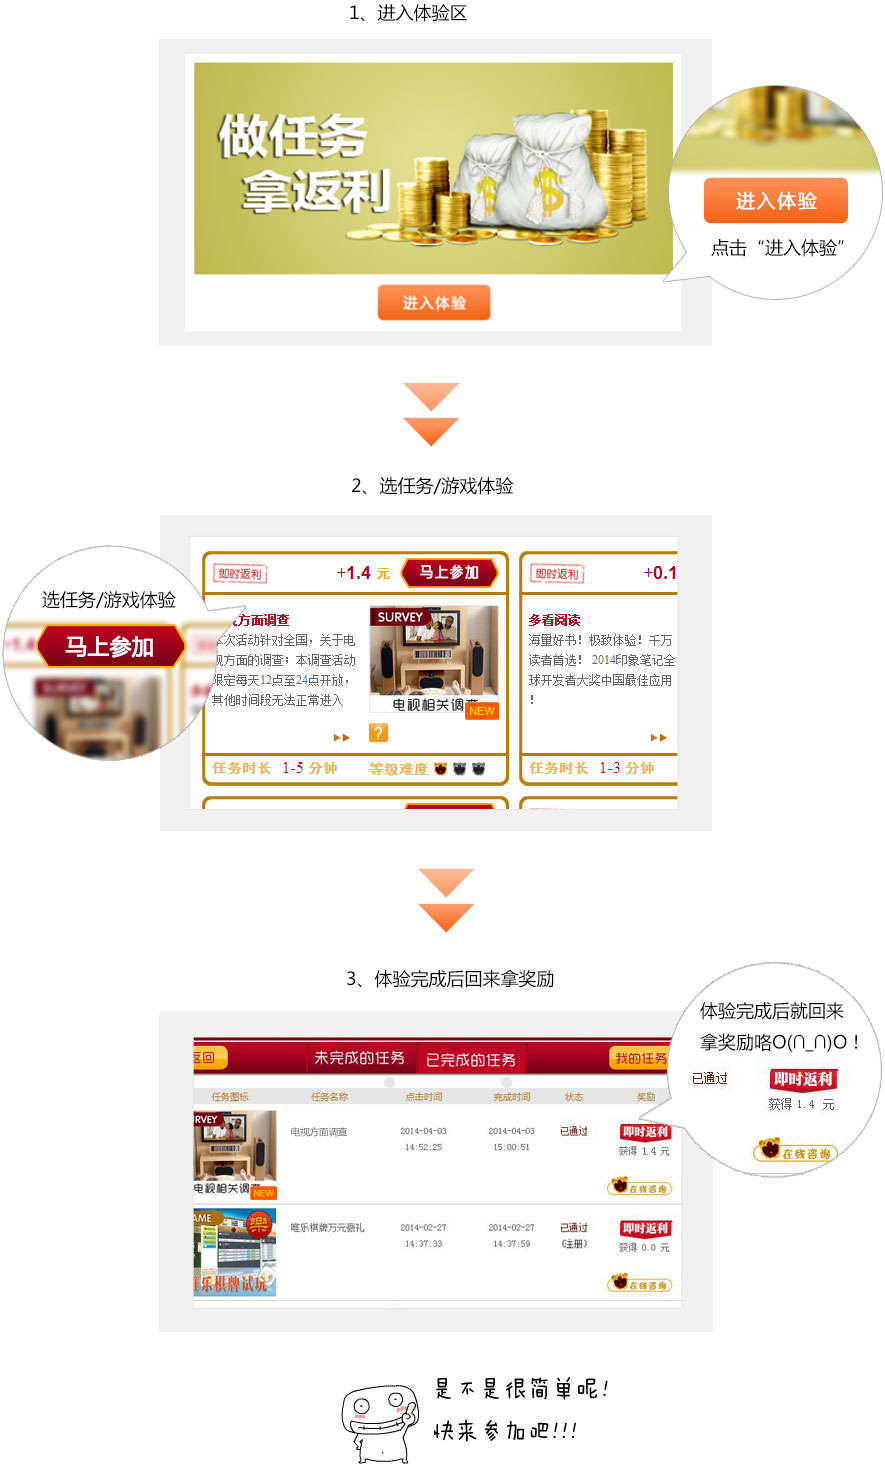 1、进入体验区
做任务
拿返利
进入体验
进入体验
点击“进入体验”
2、选任务/游戏体验
选任务/游戏体验
马上参加
即时返利
+1.4 元
马上参加
方面调查
本次活动针对全国，关于电
视方面的调查；本调查活动
限定每天12点至24点开放，
其他时间段无法正常进入
SURVEY
电视相关调查
NEW
?
任务时长 1-5 分钟
等级难度
即时返利
+0.1
多看阅读
海量好书！极致体验！千万
读者首选！ 2014印象笔记全
球开发者大奖中国最佳应用
！
任务时长 1-3 分钟
3、体验完成后回来拿奖励
体验完成后就回来
拿奖励咯O(∩_∩)O！
已通过
即时返利
获得 1.4 元
在线咨询
返回
未完成的任务
已完成的任务
我的任务
任务图标
任务名称
点击时间
完成时间
状态
奖励
RVEY
电视相关调查
NEW
电视方面调查
2014-04-03
14:52:25
2014-04-03
15:00:51
已通过
即时返利
获得 1.4 元
在线咨询
AME
唯乐棋牌试玩
唯乐棋牌万元豪礼
2014-02-27
14:37:33
2014-02-27
14:37:59
已通过
(注册)
即时返利
获得 0.0 元
在线咨询
是不是很简单呢!
快来参加吧!!!